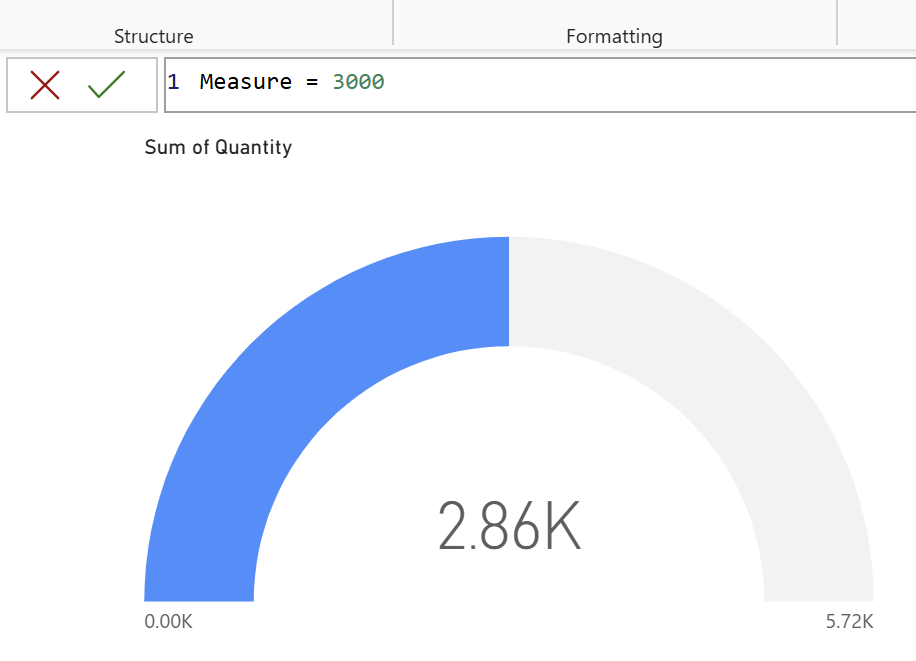 Structure Formatting
1 Measure = 3000
Sum of Quantity
2.86K
0.00K 5.72K